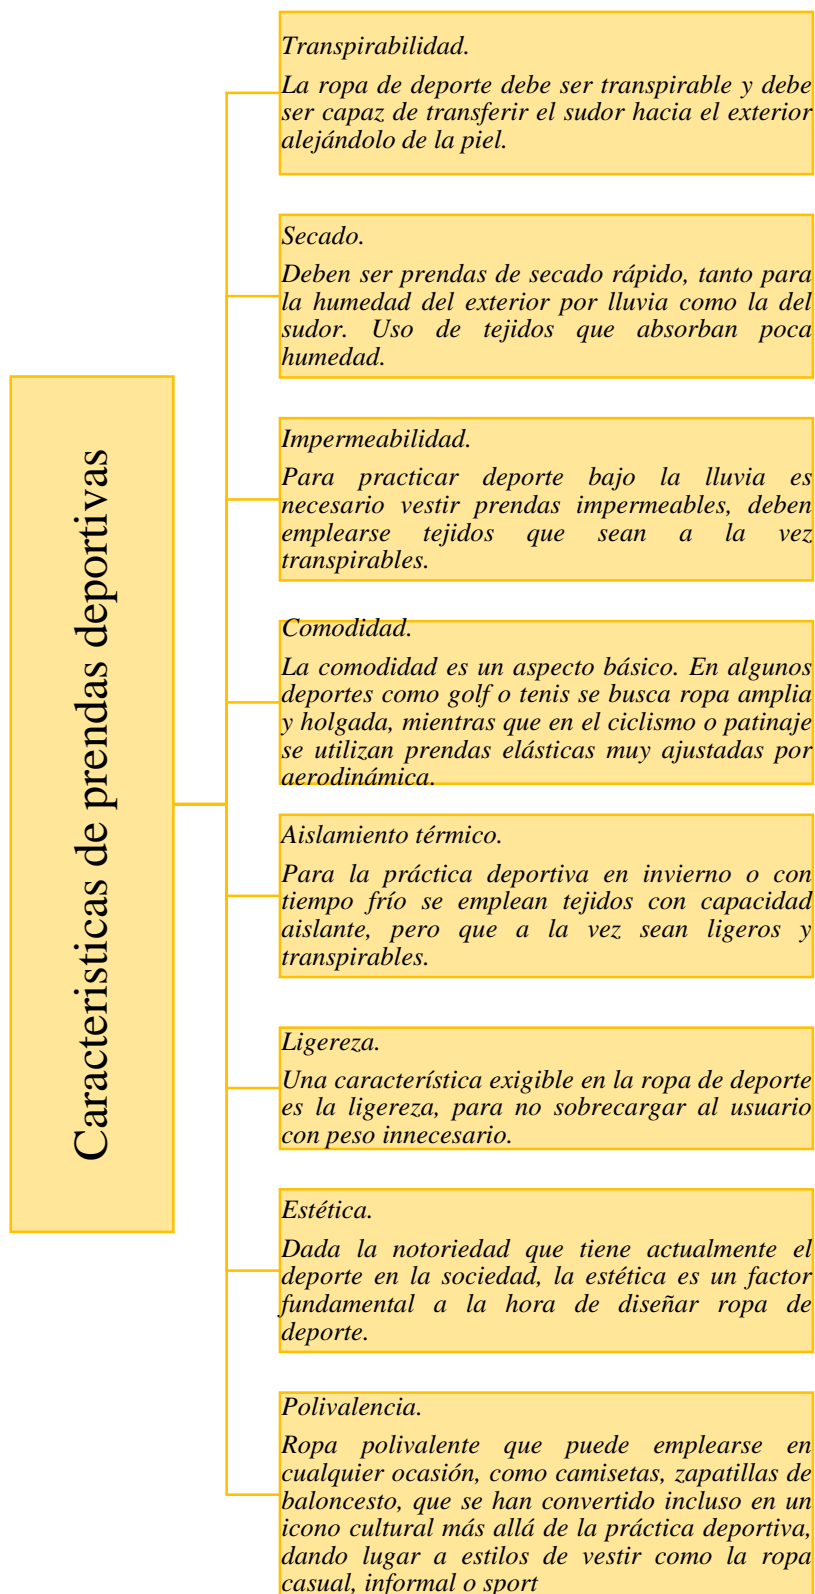 Caracteristicas de prendas deportivas
Transpirabilidad.
La ropa de deporte debe ser transpirable y debe
ser capaz de transferir el sudor hacia el exterior
alejándolo de la piel.
Secado.
Deben ser prendas de secado rápido, tanto para
la humedad del exterior por lluvia como la del
sudor. Uso de tejidos que absorban poca
humedad.
Impermeabilidad.
Para practicar deporte bajo la lluvia es
necesario vestir prendas impermeables, deben
emplearse tejidos que sean a la vez
transpirables.
Comodidad.
La comodidad es un aspecto básico. En algunos
deportes como golf o tenis se busca ropa amplia
y holgada, mientras que en el ciclismo o patinaje
se utilizan prendas elásticas muy ajustadas por
aerodinámica.
Aislamiento térmico.
Para la práctica deportiva en invierno o con
tiempo frío se emplean tejidos con capacidad
aislante, pero que a la vez sean ligeros y
transpirables.
Ligereza.
Una característica exigible en la ropa de deporte
es la ligereza, para no sobrecargar al usuario
con peso innecesario.
Estética.
Dada la notoriedad que tiene actualmente el
deporte en la sociedad, la estética es un factor
fundamental a la hora de diseñar ropa de
deporte.
Polivalencia.
Ropa polivalente que puede emplearse en
cualquier ocasión, como camisetas, zapatillas de
baloncesto, que se han convertido incluso en un
icono cultural más allá de la práctica deportiva,
dando lugar a estilos de vestir como la ropa
casual, informal o sport